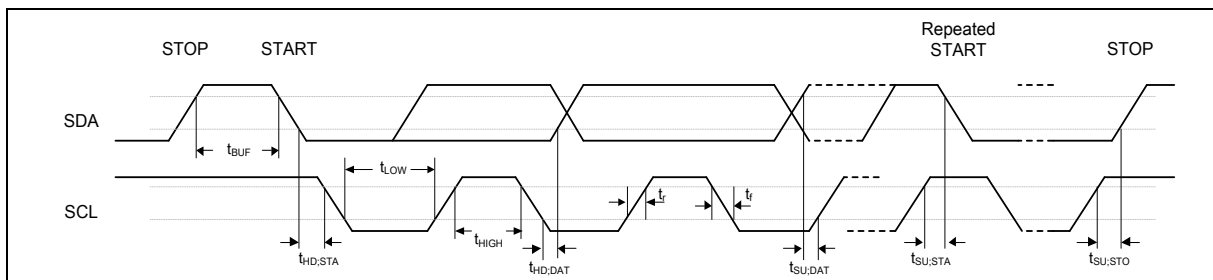 Repeated
STOP START START STOP
SDA
tBUF
tLOW
SCL
tr tf
tHIGH
tHD;STA tHD;DAT tSU;DAT tSU;STA tSU;STO